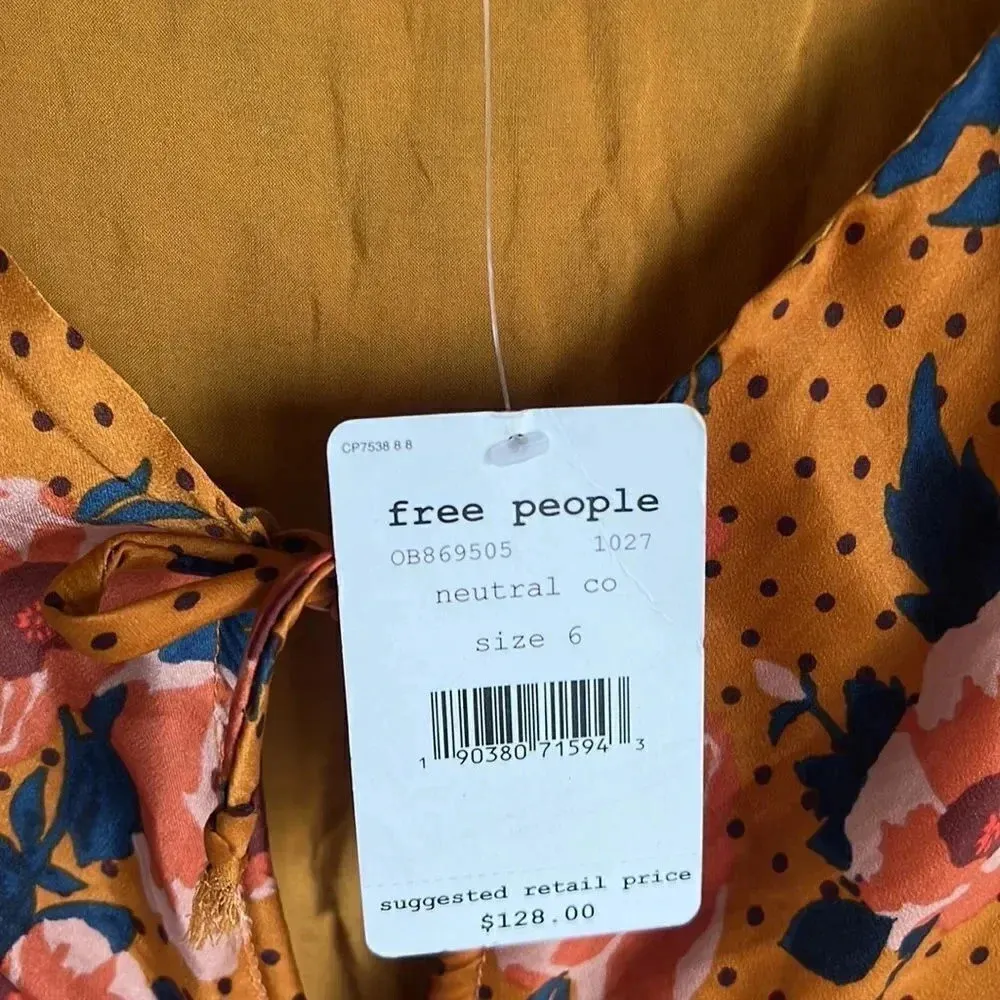 CP7538 8 8
free people
OB869505 1027
neutral co
size 6
1 90380 71594 3
suggested retail price
$128.00